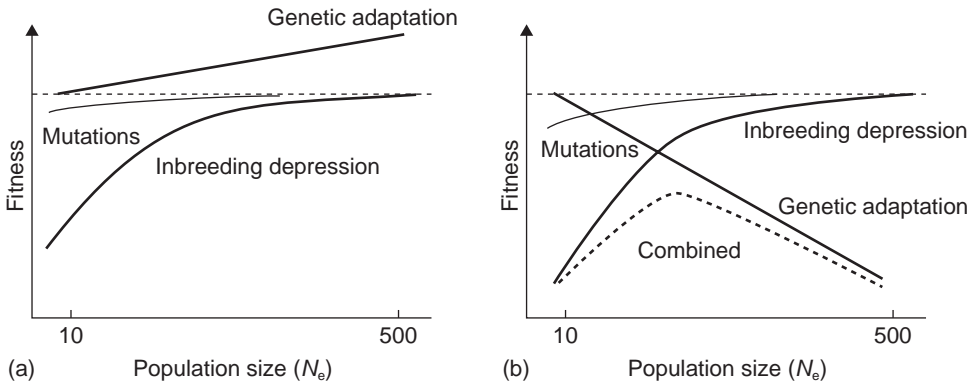 Genetic adaptation
Fitness
Mutations
Inbreeding depression
10
500
(a)
Population size (Nₑ)
Fitness
Mutations
Inbreeding depression
Genetic adaptation
Combined
10
500
(b)
Population size (Nₑ)